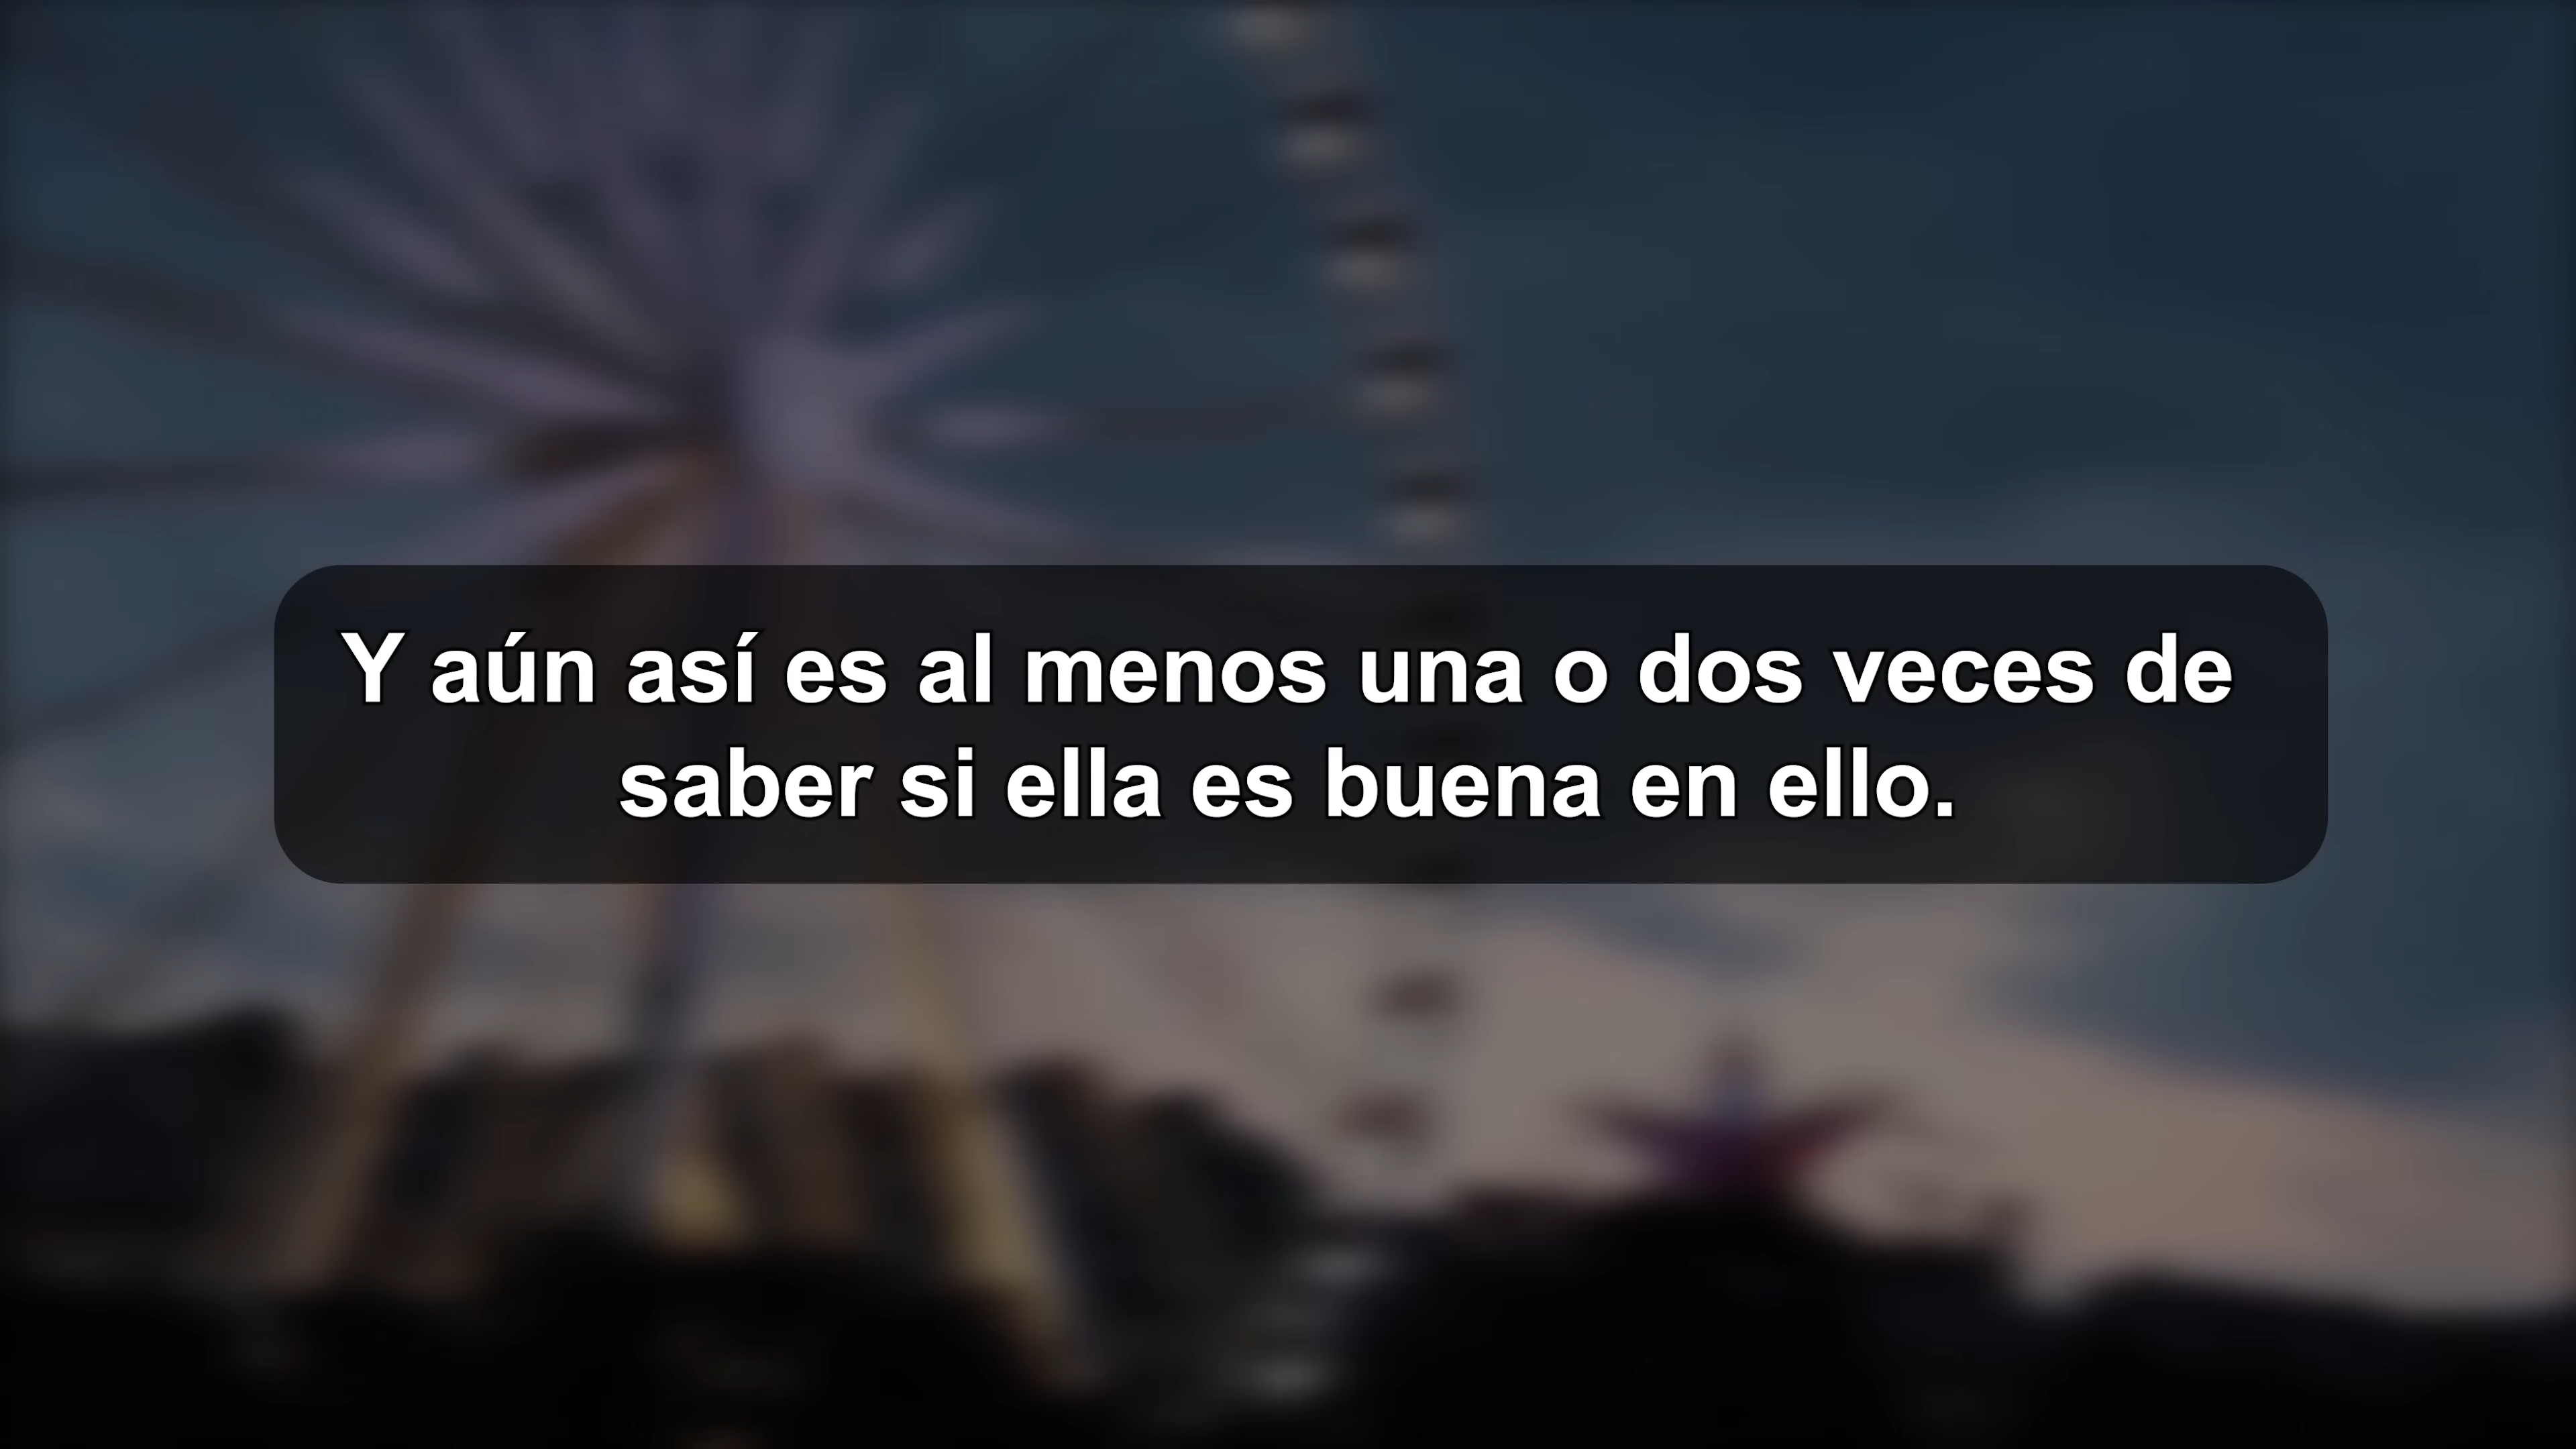 Y aún así es al menos una o dos veces de
saber si ella es buena en ello.